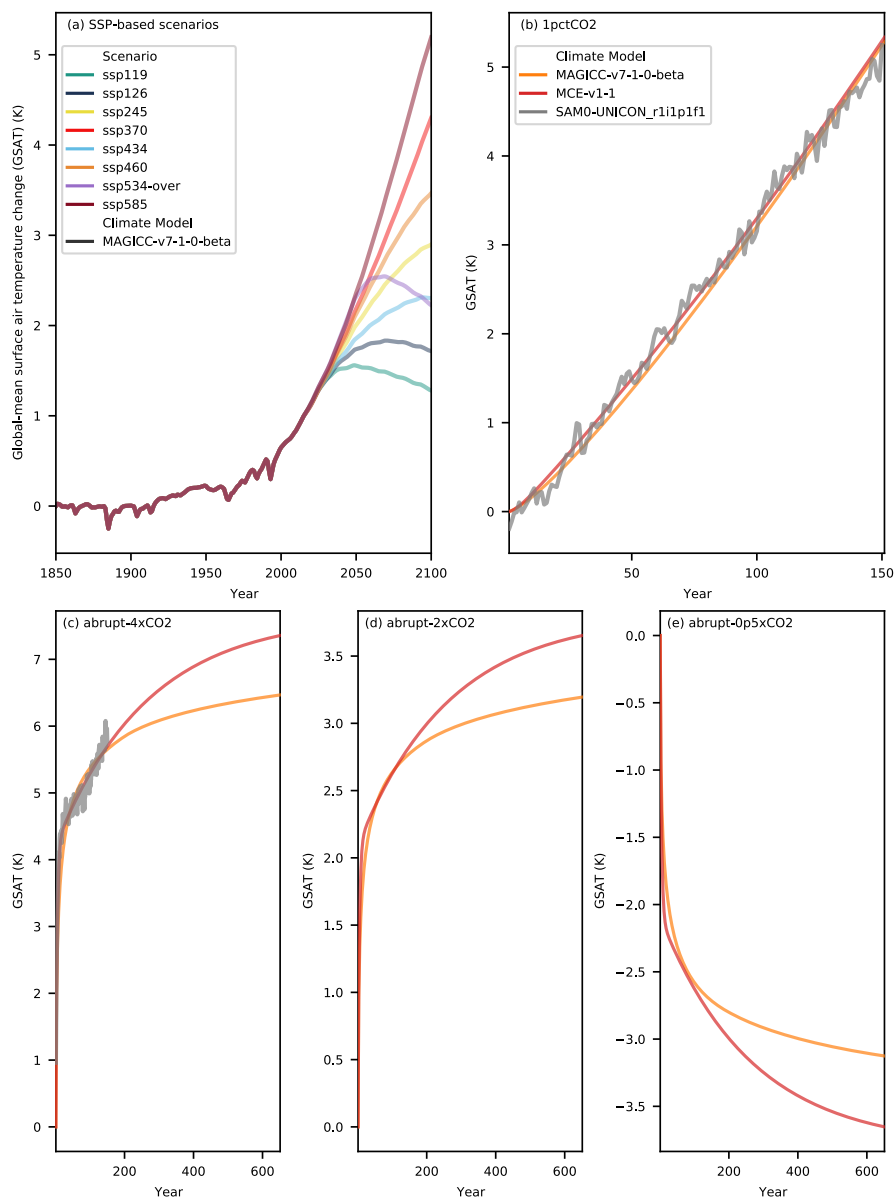 (a) SSP-based scenarios
Global-mean surface air temperature change (GSAT) (K)
5
4
3
2
1
0
Scenario
ssp119
ssp126
ssp245
ssp370
ssp434
ssp460
ssp534-over
ssp585
Climate Model
MAGICC-v7-1-0-beta
1850 1900 1950 2000 2050 2100
Year
(b) 1pctCO2
GSAT (K)
5
4
3
2
1
0
Climate Model
MAGICC-v7-1-0-beta
MCE-v1-1
SAM0-UNICON_r1i1p1f1
50 100 150
Year
(c) abrupt-4xCO2
GSAT (K)
7
6
5
4
3
2
1
0
200 400 600
Year
(d) abrupt-2xCO2
GSAT (K)
3.5
3.0
2.5
2.0
1.5
1.0
0.5
0.0
200 400 600
Year
(e) abrupt-0p5xCO2
GSAT (K)
0.0
−0.5
−1.0
−1.5
−2.0
−2.5
−3.0
−3.5
200 400 600
Year